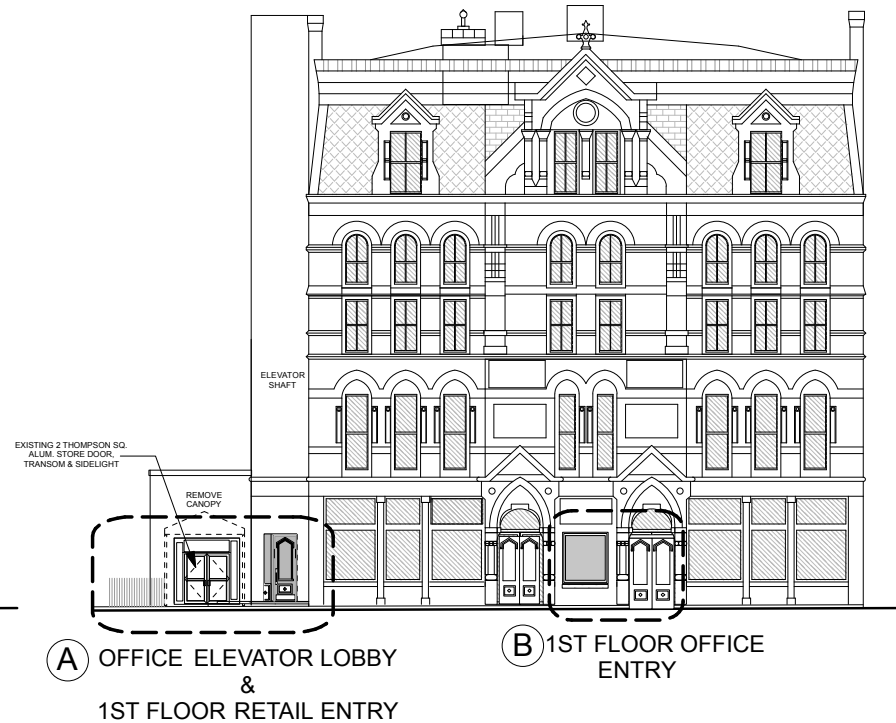 ELEVATOR
SHAFT
EXISTING 2 THOMPSON SQ.
ALUM. STORE DOOR,
TRANSOM & SIDELIGHT
REMOVE
CANOPY
A
OFFICE ELEVATOR LOBBY
&
1ST FLOOR RETAIL ENTRY
B
1ST FLOOR OFFICE
ENTRY